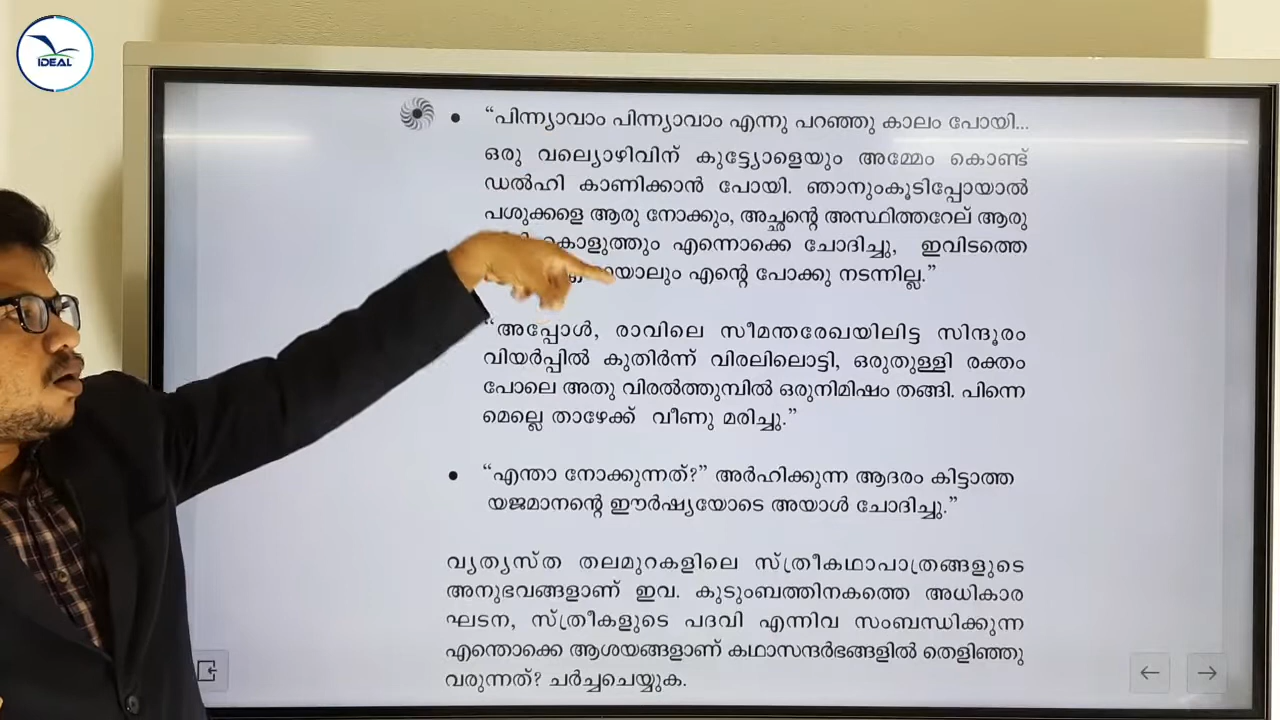 IDEAL
“പിന്ന്യാവാം പിന്ന്യാവാം എന്നു പറഞ്ഞു കാലം പോയി...
ഒരു വല്യൊഴിവിന് കുട്ട്യോളെയും അമ്മേം കൊണ്ട്
ഡൽഹി കാണിക്കാൻ പോയി. ഞാനുംകൂടിപ്പോയാൽ
പശുക്കളെ ആരു നോക്കും, അച്ഛന്റെ അസ്ഥിത്തറേല് ആരു
കൊളുത്തും എന്നൊക്കെ ചോദിച്ചു, ഇവിടത്തെ
എന്റെ പോക്കു നടന്നില്ല.”
“അപ്പോൾ, രാവിലെ സീമന്തരേഖയിലിട്ട സിന്ദൂരം
വിയർപ്പിൽ കുതിർന്ന് വിരലിലൊട്ടി, ഒരുതുള്ളി രക്തം
പോലെ അതു വിരൽത്തുമ്പിൽ ഒരുനിമിഷം തങ്ങി. പിന്നെ
മെല്ലെ താഴേക്ക് വീണു മരിച്ചു.”
“എന്താ നോക്കുന്നത്?” അർഹിക്കുന്ന ആദരം കിട്ടാത്ത
യജമാനന്റെ ഈർഷ്യയോടെ അയാൾ ചോദിച്ചു.”
വ്യത്യസ്ത തലമുറകളിലെ സ്ത്രീകഥാപാത്രങ്ങളുടെ
അനുഭവങ്ങളാണ് ഇവ. കുടുംബത്തിനകത്തെ അധികാര
ഘടന, സ്ത്രീകളുടെ പദവി എന്നിവ സംബന്ധിക്കുന്ന
എന്തൊക്കെ ആശയങ്ങളാണ് കഥാസന്ദർഭങ്ങളിൽ തെളിഞ്ഞു
വരുന്നത്? ചർച്ചചെയ്യുക.